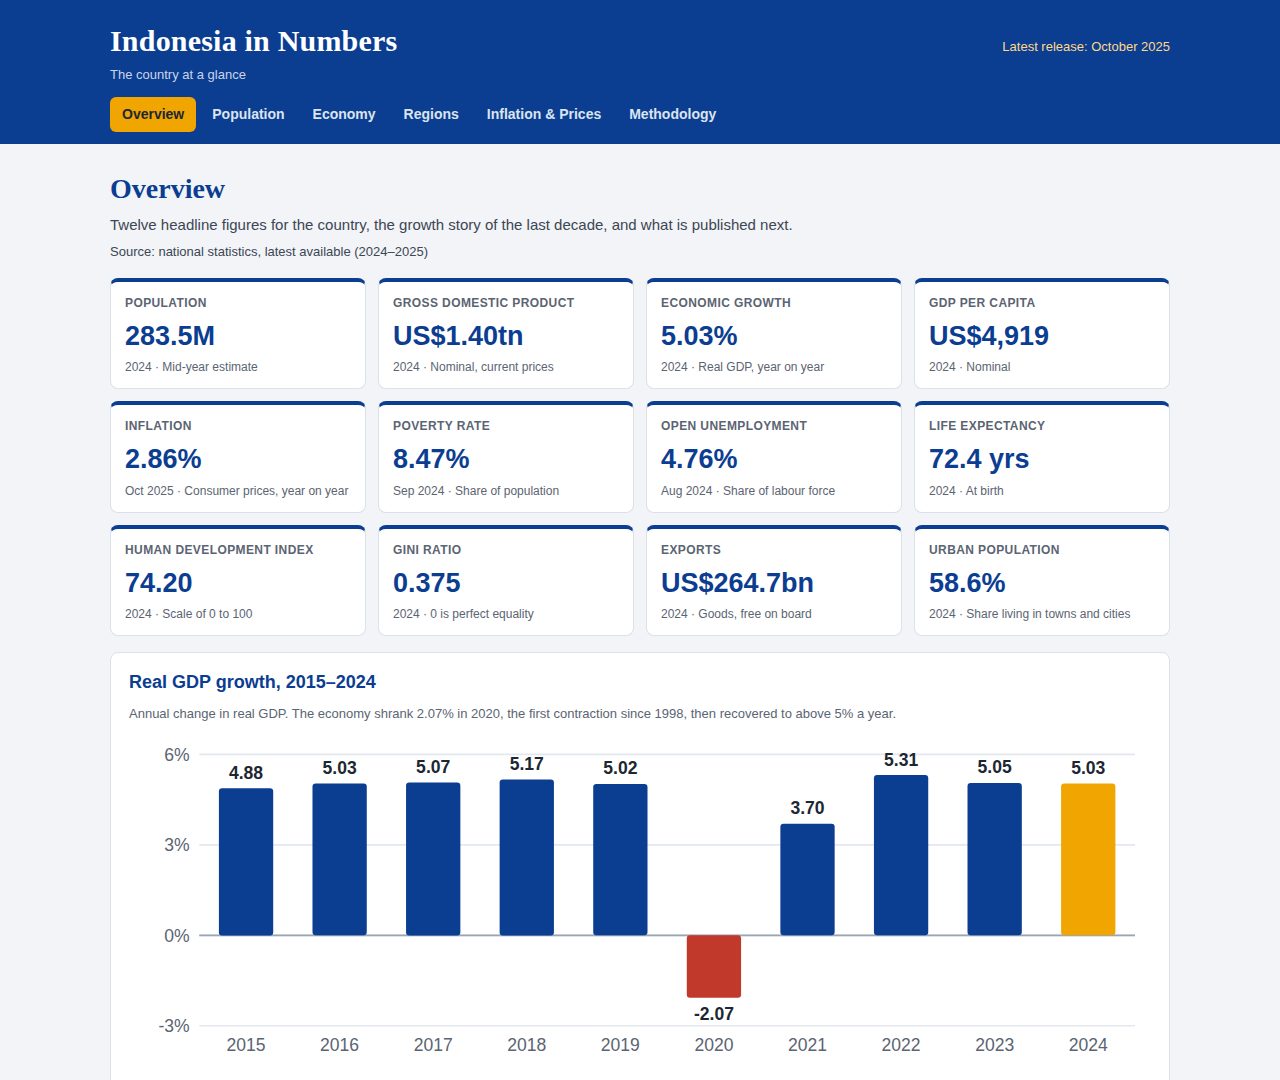 Indonesia in Numbers
Latest release: October 2025
The country at a glance
Overview Population Economy Regions Inflation & Prices Methodology
Overview
Twelve headline figures for the country, the growth story of the last decade, and what is published next.
Source: national statistics, latest available (2024–2025)
POPULATION
283.5M
2024 · Mid-year estimate
GROSS DOMESTIC PRODUCT
US$1.40tn
2024 · Nominal, current prices
ECONOMIC GROWTH
5.03%
2024 · Real GDP, year on year
GDP PER CAPITA
US$4,919
2024 · Nominal
INFLATION
2.86%
Oct 2025 · Consumer prices, year on year
POVERTY RATE
8.47%
Sep 2024 · Share of population
OPEN UNEMPLOYMENT
4.76%
Aug 2024 · Share of labour force
LIFE EXPECTANCY
72.4 yrs
2024 · At birth
HUMAN DEVELOPMENT INDEX
74.20
2024 · Scale of 0 to 100
GINI RATIO
0.375
2024 · 0 is perfect equality
EXPORTS
US$264.7bn
2024 · Goods, free on board
URBAN POPULATION
58.6%
2024 · Share living in towns and cities
Real GDP growth, 2015–2024
Annual change in real GDP. The economy shrank 2.07% in 2020, the first contraction since 1998, then recovered to above 5% a year.
6%
3%
0%
-3%
4.88 5.03 5.07 5.17 5.02 -2.07 3.70 5.31 5.05 5.03
2015 2016 2017 2018 2019 2020 2021 2022 2023 2024